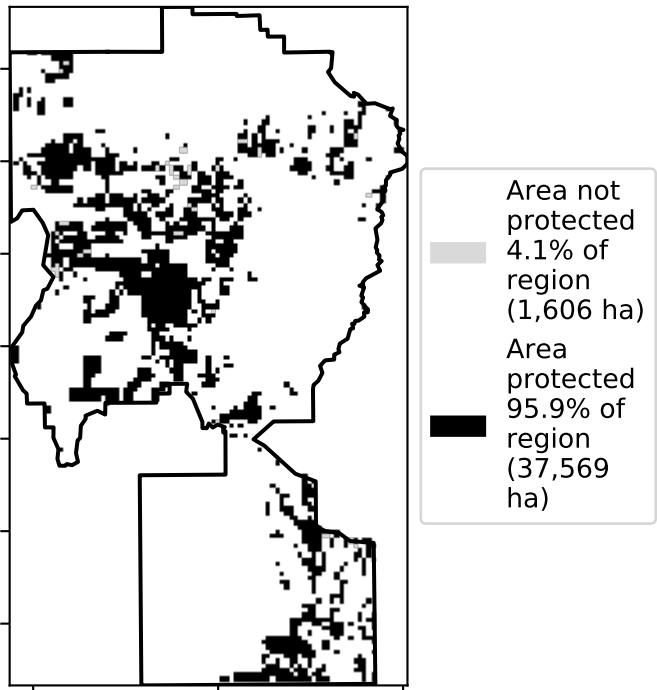 Area not
protected
4.1% of
region
(1,606 ha)
Area
protected
95.9% of
region
(37,569
ha)